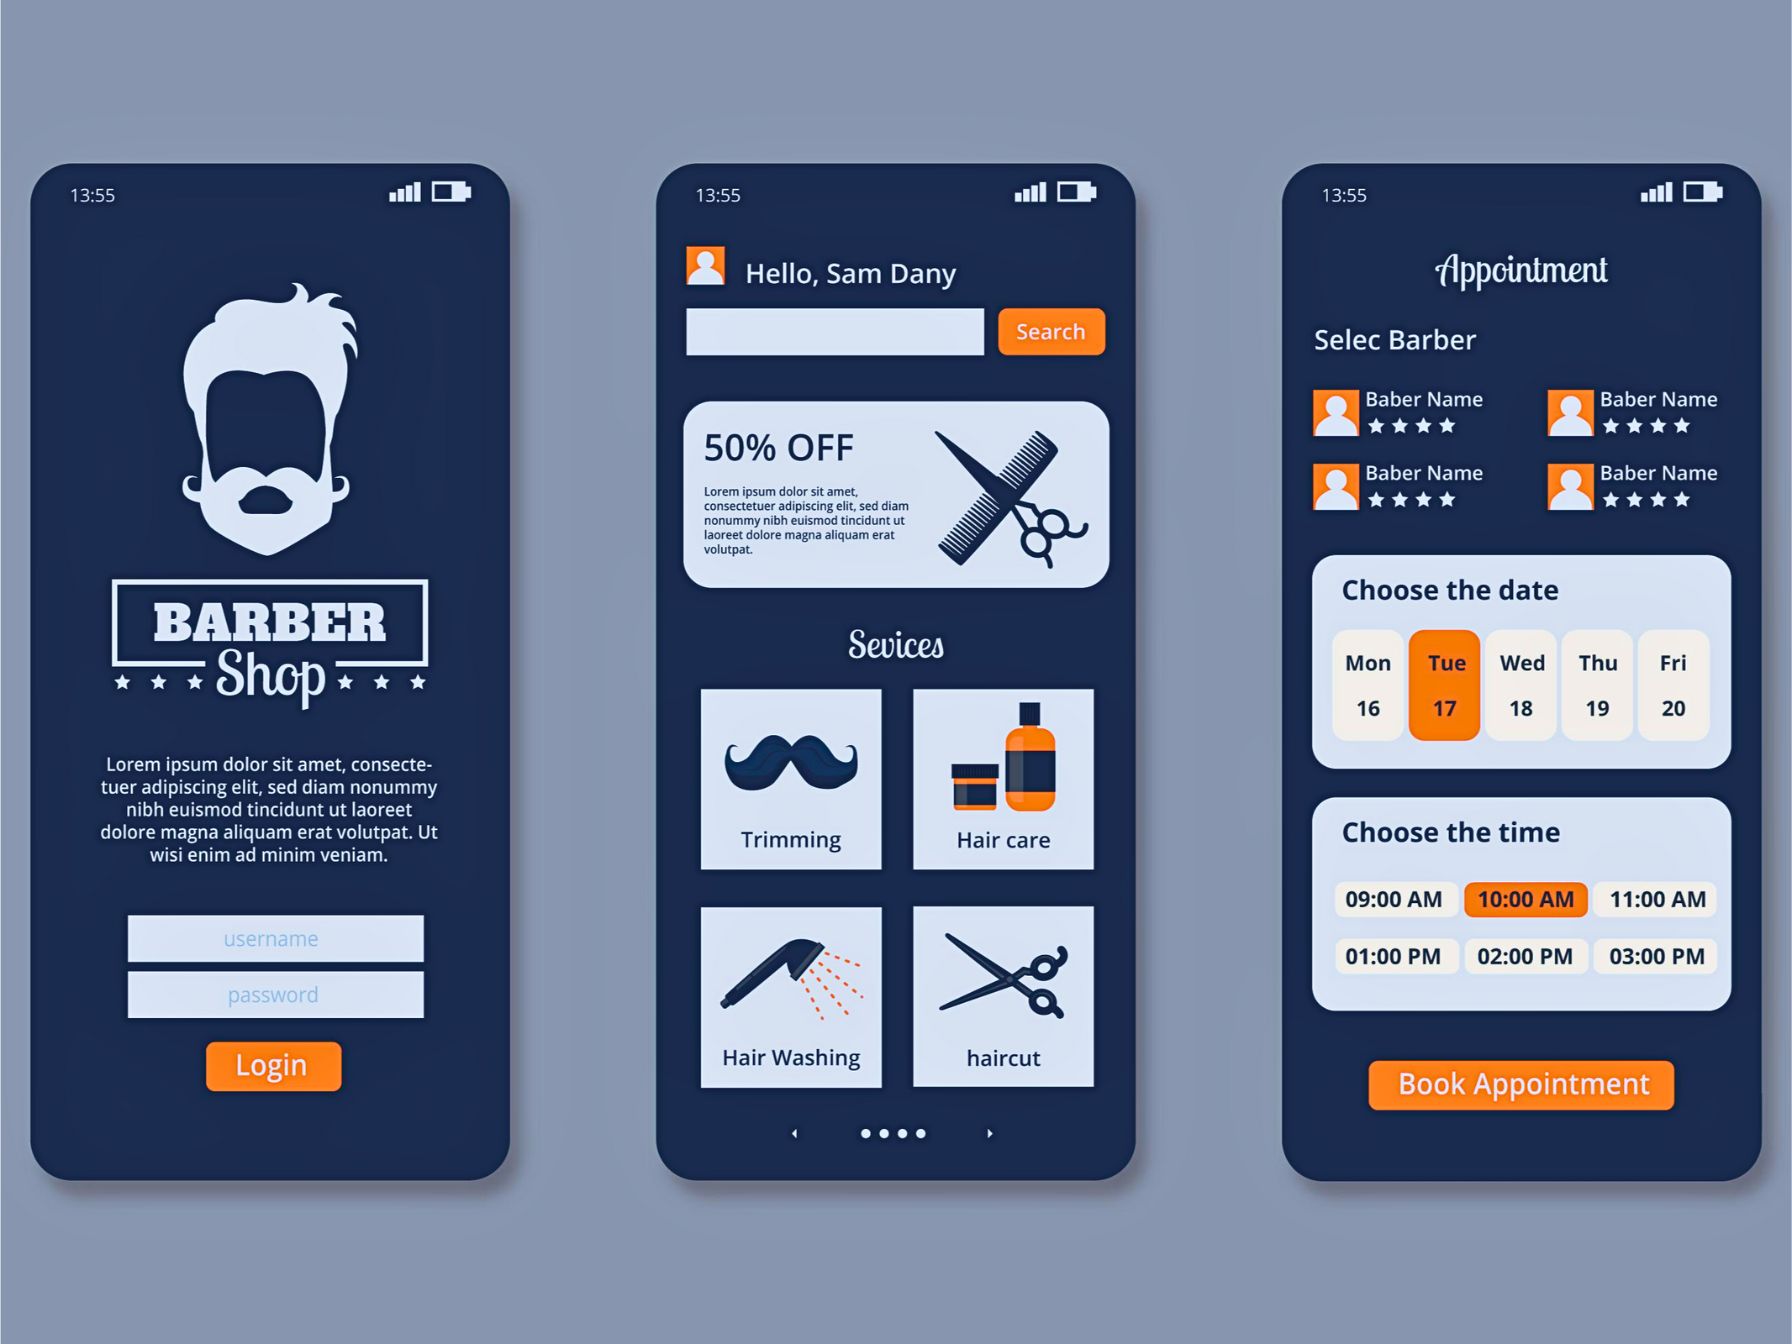 13:55
BARBER
Shop
Lorem ipsum dolor sit amet, consecte-
tuer adipiscing elit, sed diam nonummy
nibh euismod tincidunt ut laoreet
dolore magna aliquam erat volutpat. Ut
wisi enim ad minim veniam.
username
password
Login
13:55
Hello, Sam Dany
Search
50% OFF
Lorem ipsum dolor sit amet,
consectetuer adipiscing elit, sed diam
nonummy nibh euismod tincidunt ut
laoreet dolore magna aliquam erat
volutpat.
Sevices
Trimming
Hair care
Hair Washing
haircut
13:55
Appointment
Selec Barber
Baber Name
Baber Name
Baber Name
Baber Name
Choose the date
Mon Tue Wed Thu Fri
16 17 18 19 20
Choose the time
09:00 AM 10:00 AM 11:00 AM
01:00 PM 02:00 PM 03:00 PM
Book Appointment